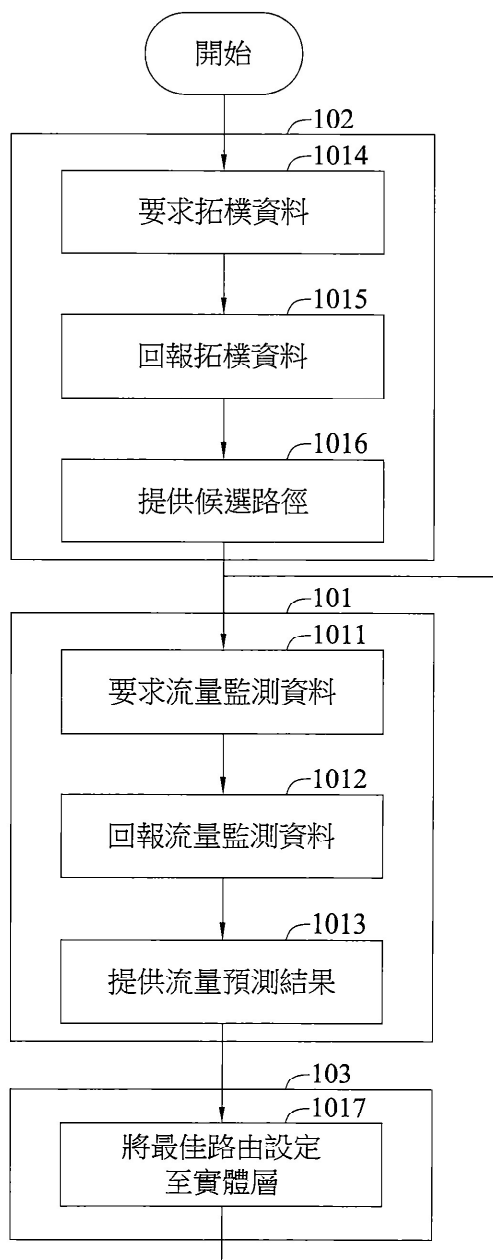 開始
102
1014
要求拓樸資料
1015
回報拓樸資料
1016
提供候選路徑
101
1011
要求流量監測資料
1012
回報流量監測資料
1013
提供流量預測結果
103
1017
將最佳路由設定
至實體層